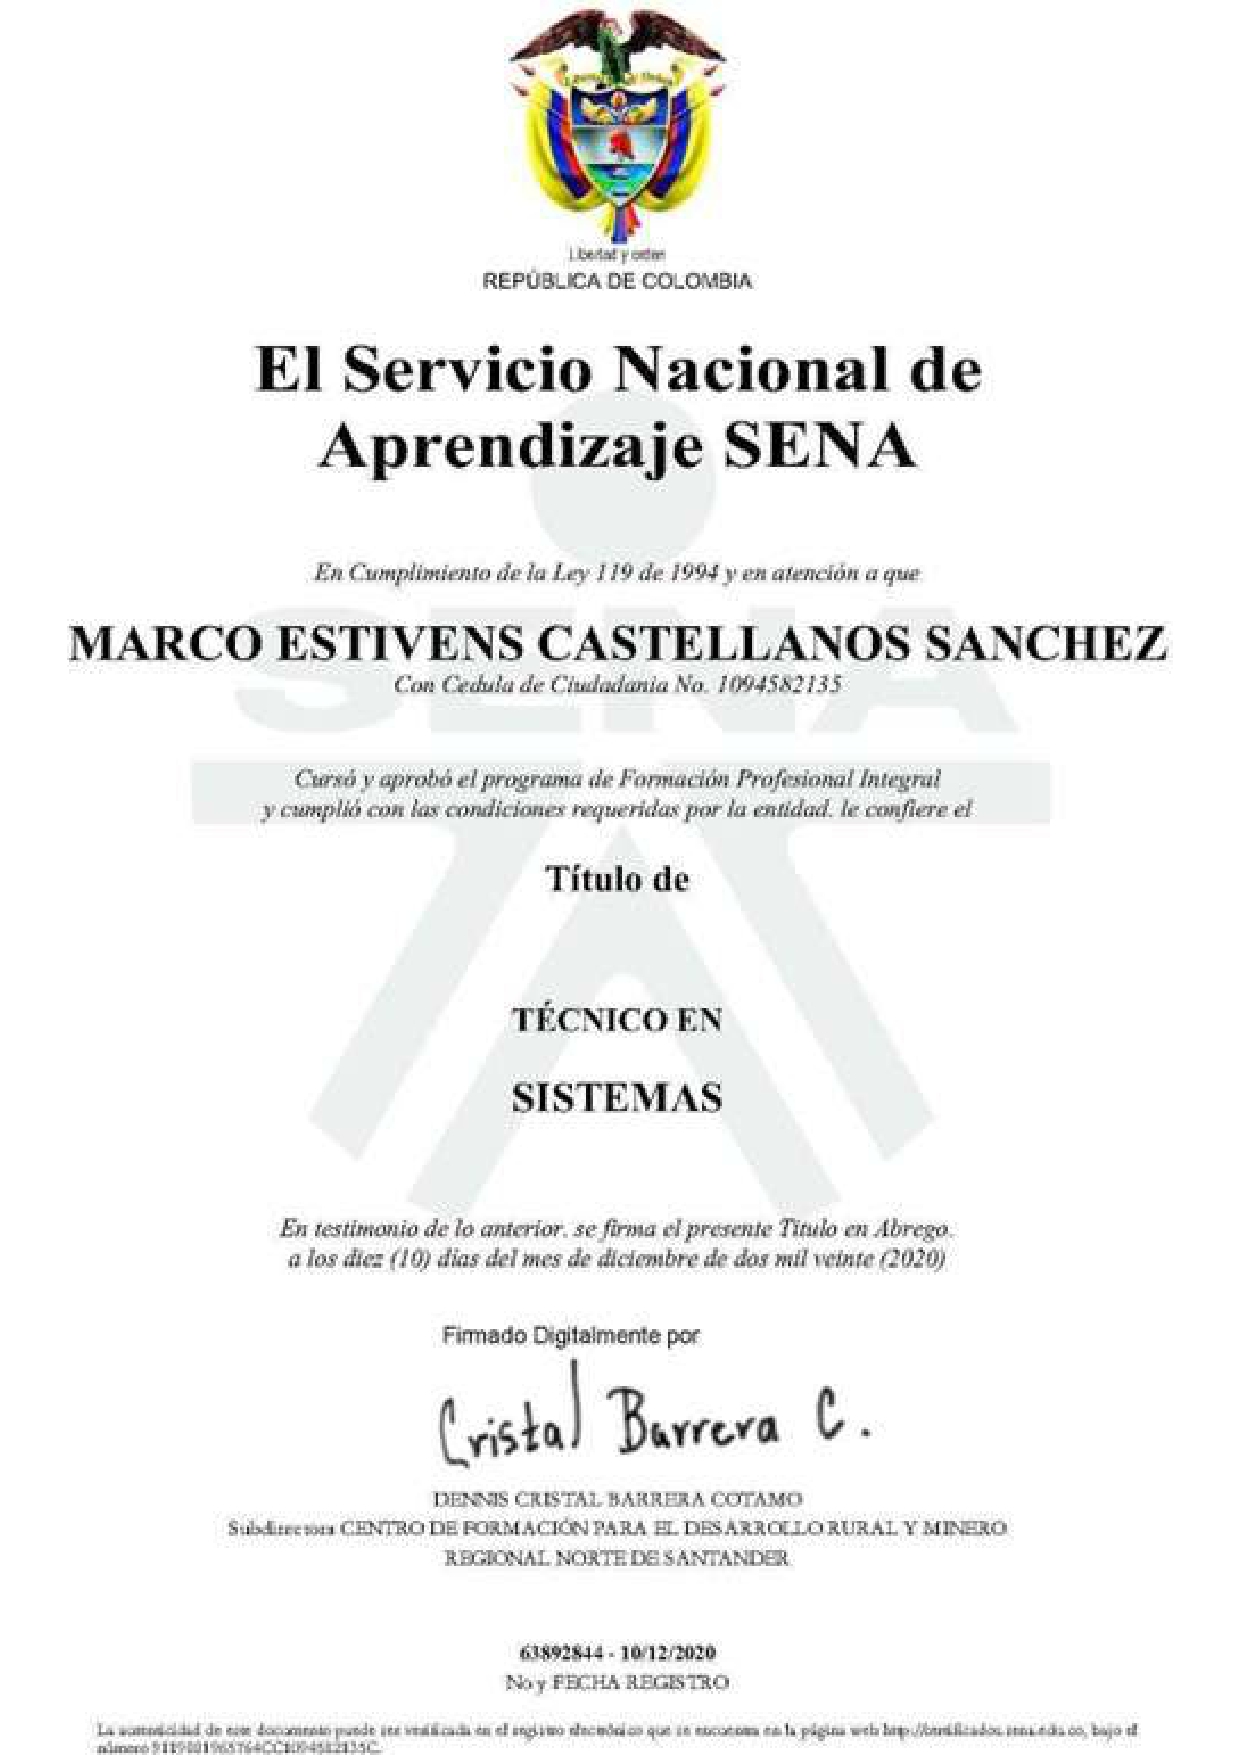 Libertad y orden
REPÚBLICA DE COLOMBIA
El Servicio Nacional de
Aprendizaje SENA
En Cumplimiento de la Ley 119 de 1994 y en atención a que
SENA
MARCO ESTIVENS CASTELLANOS SANCHEZ
Con Cedula de Ciudadania No. 1094582135
Cursó y aprobó el programa de Formación Profesional Integral
y cumplió con las condiciones requeridas por la entidad, le confiere el
Título de
TÉCNICO EN
SISTEMAS
En testimonio de lo anterior, se firma el presente Título en Abrego,
a los diez (10) días del mes de diciembre de dos mil veinte (2020)
Firmado Digitalmente por
Cristal Barrera C.
DENNIS CRISTAL BARRERA COTAMO
Subdirectora CENTRO DE FORMACIÓN PARA EL DESARROLLO RURAL Y MINERO
REGIONAL NORTE DE SANTANDER
63892844 - 10/12/2020
No y FECHA REGISTRO
La autenticidad de este documento puede ser verificada en el registro electrónico que se encuentra en la página web http://certificados.sena.edu.co, bajo el
número